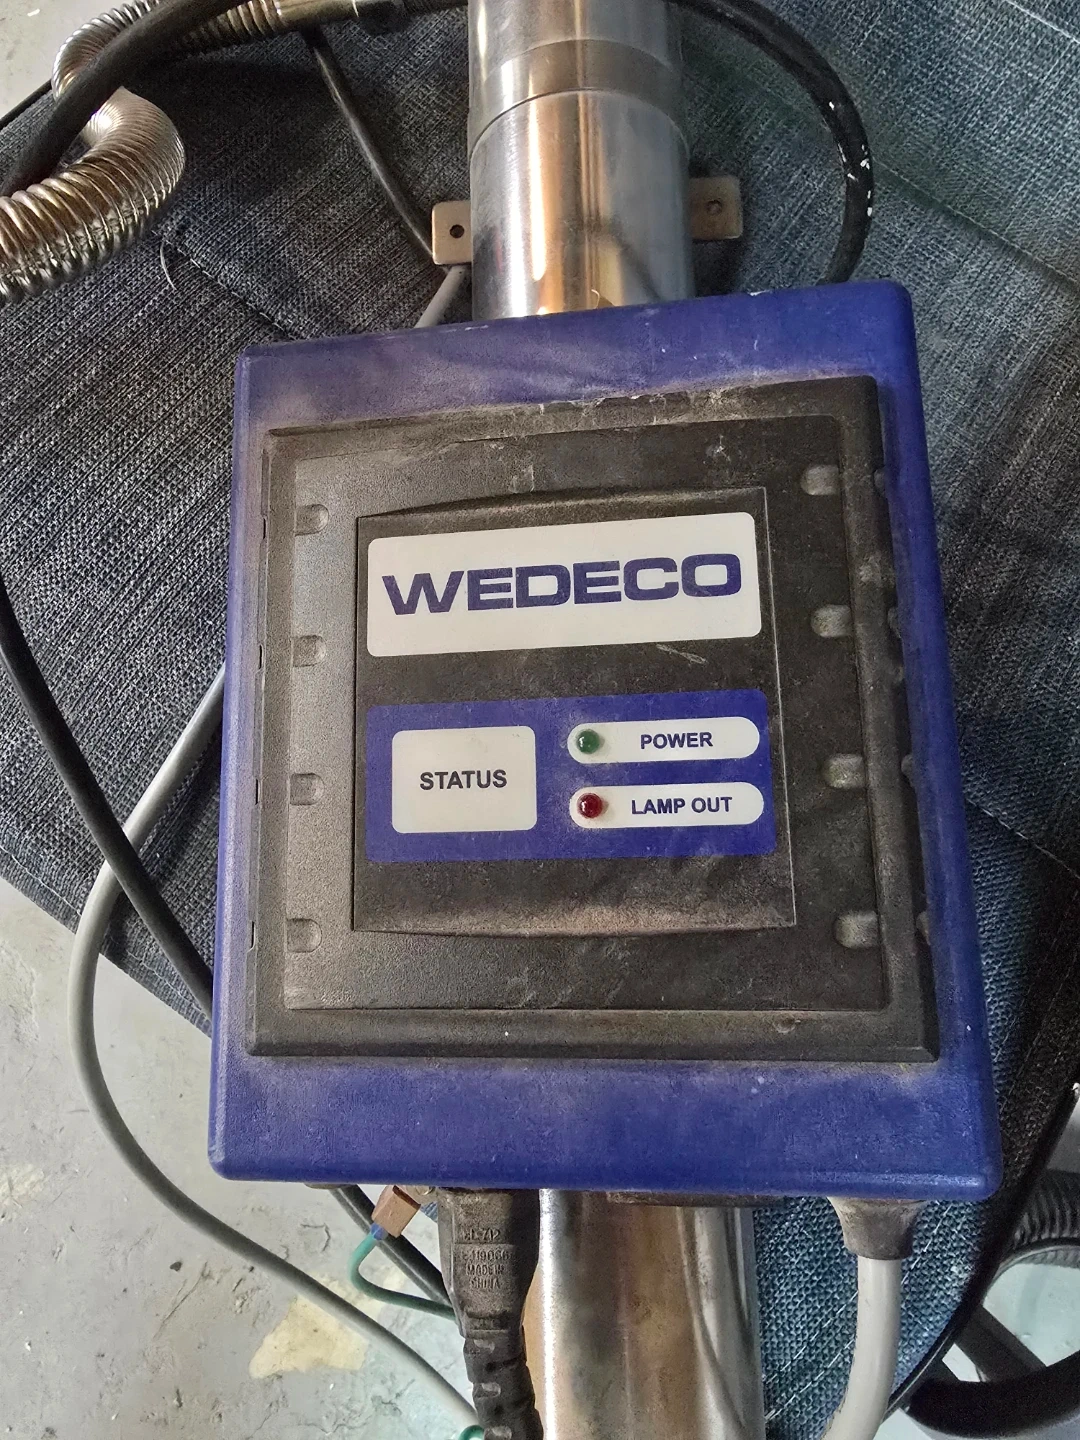 WEDECO
STATUS
POWER
LAMP OUT
MADE IN
CHINA